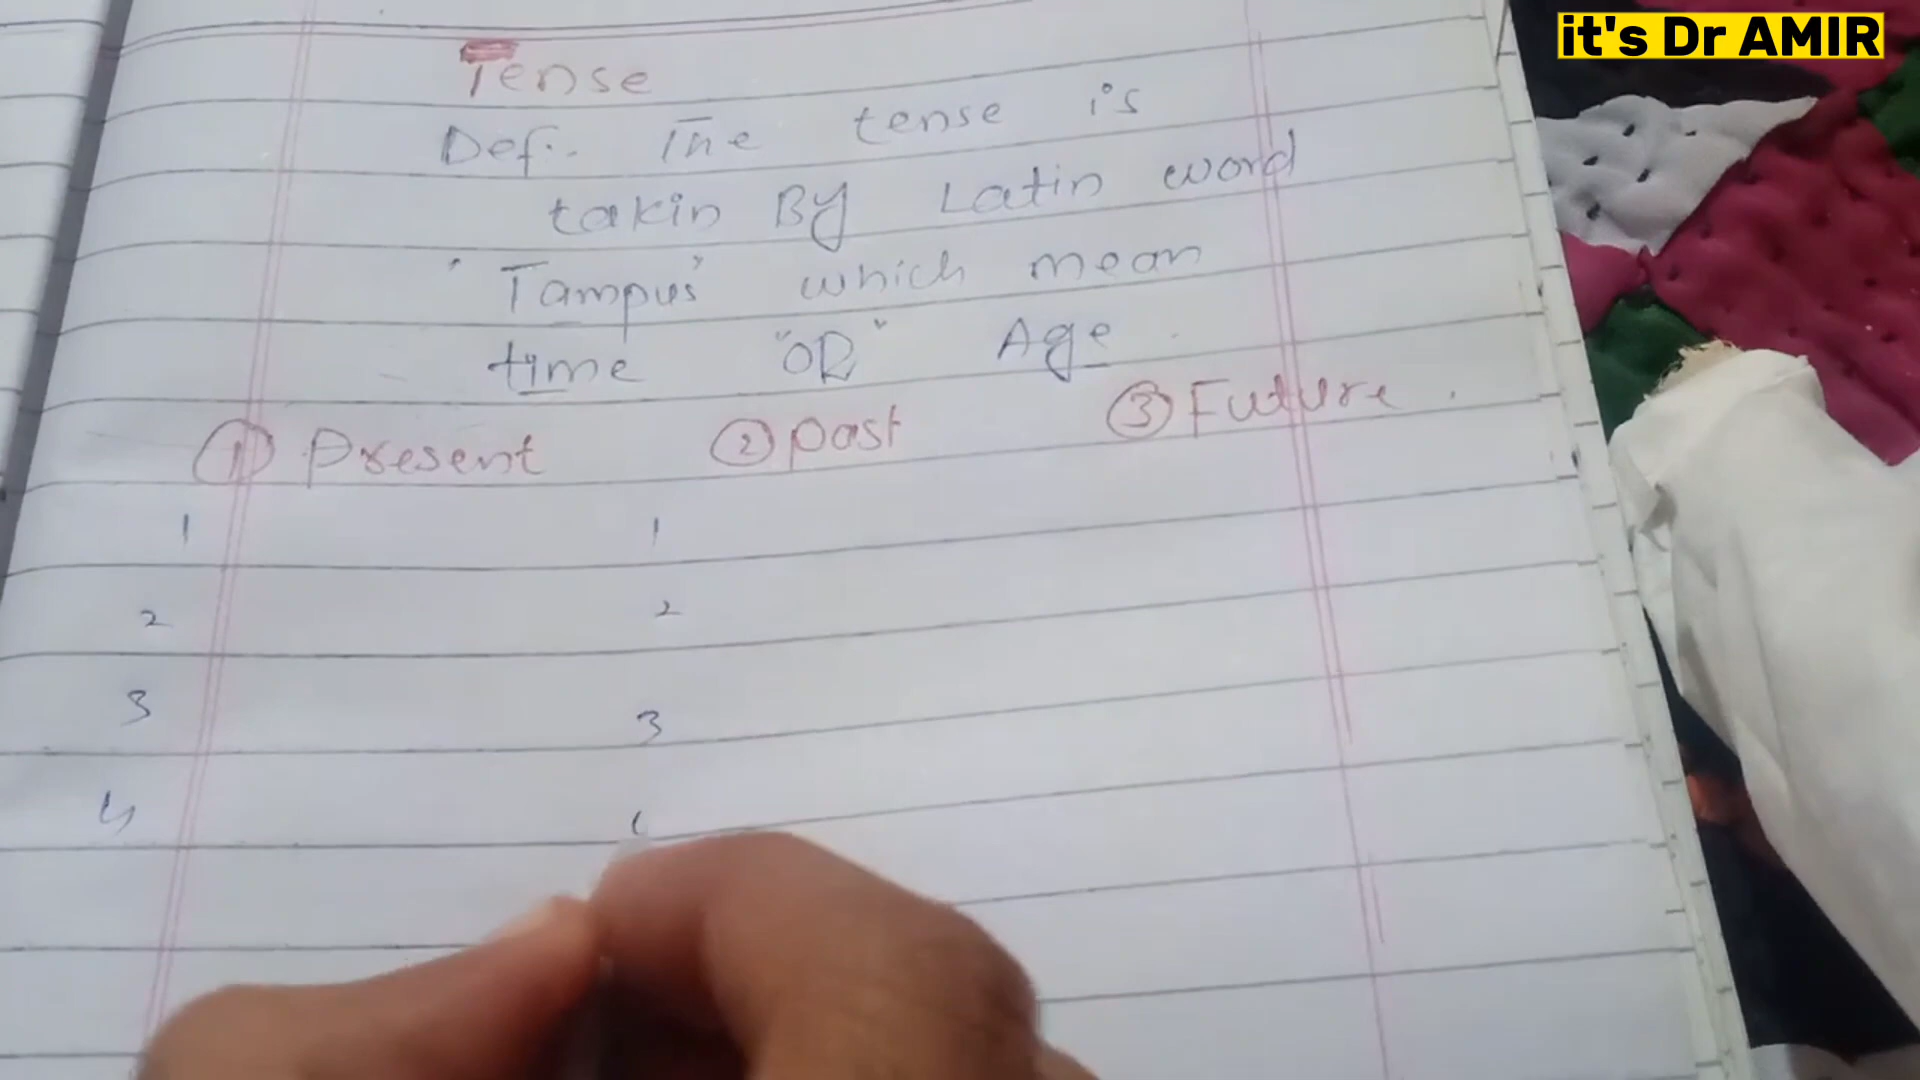 it's Dr AMIR
Tense
Def:. The tense is
takin By Latin word
"Tampus" which mean
time "OR" Age.
① Present ② past ③ Future.
1 1
2 2
3 3
4